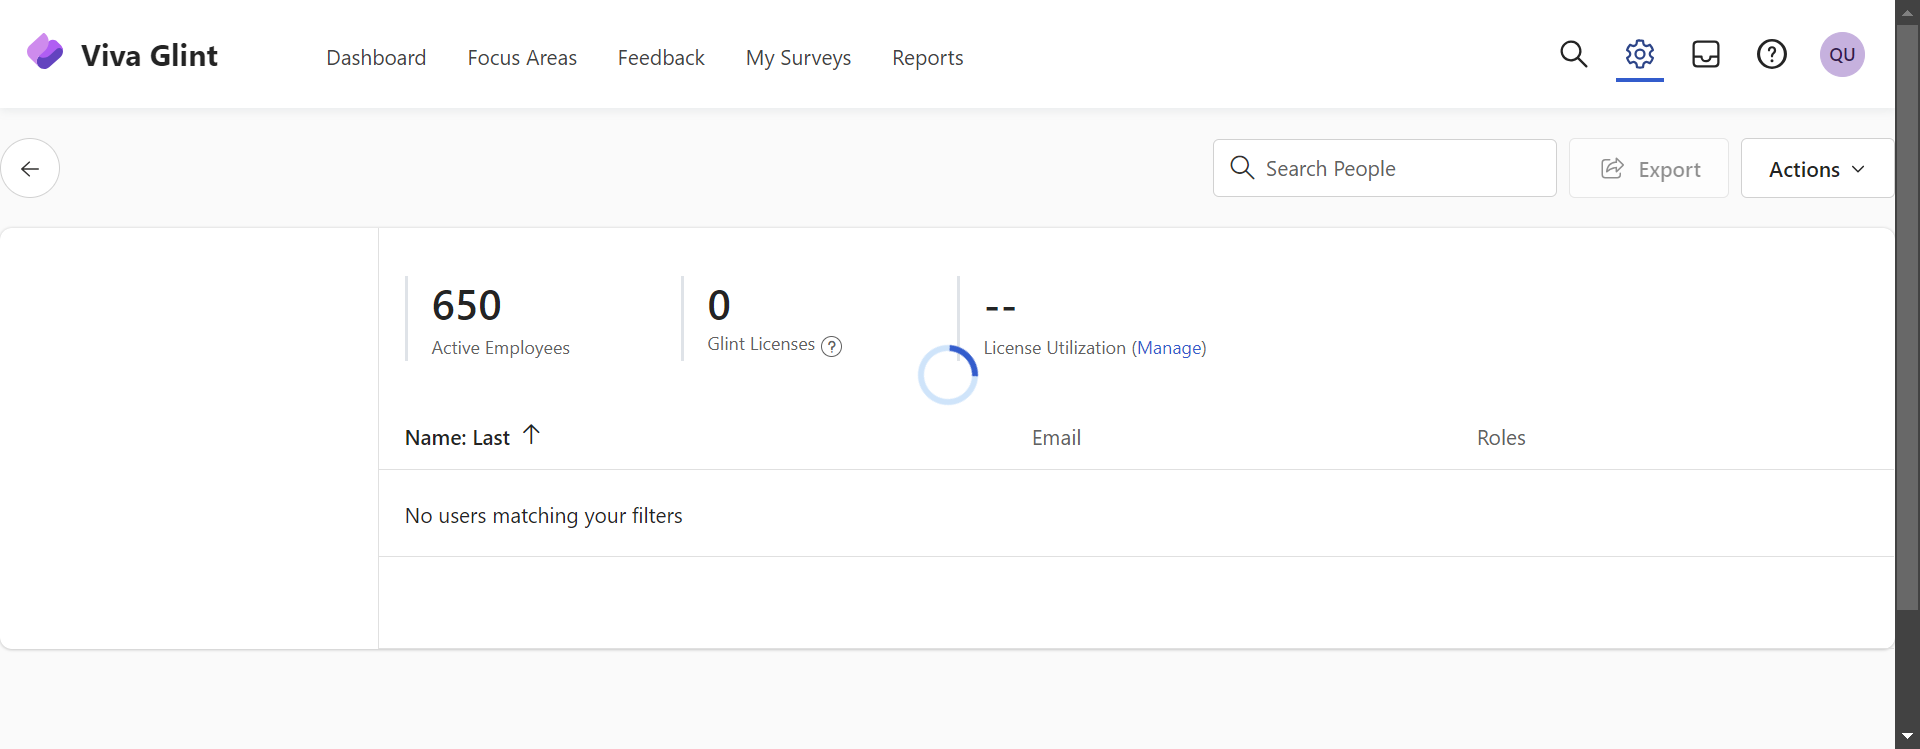 Viva Glint
Dashboard
Focus Areas
Feedback
My Surveys
Reports
QU
Search People
Export
Actions
650
Active Employees
0
Glint Licenses
--
License Utilization (Manage)
Name: Last
Email
Roles
No users matching your filters